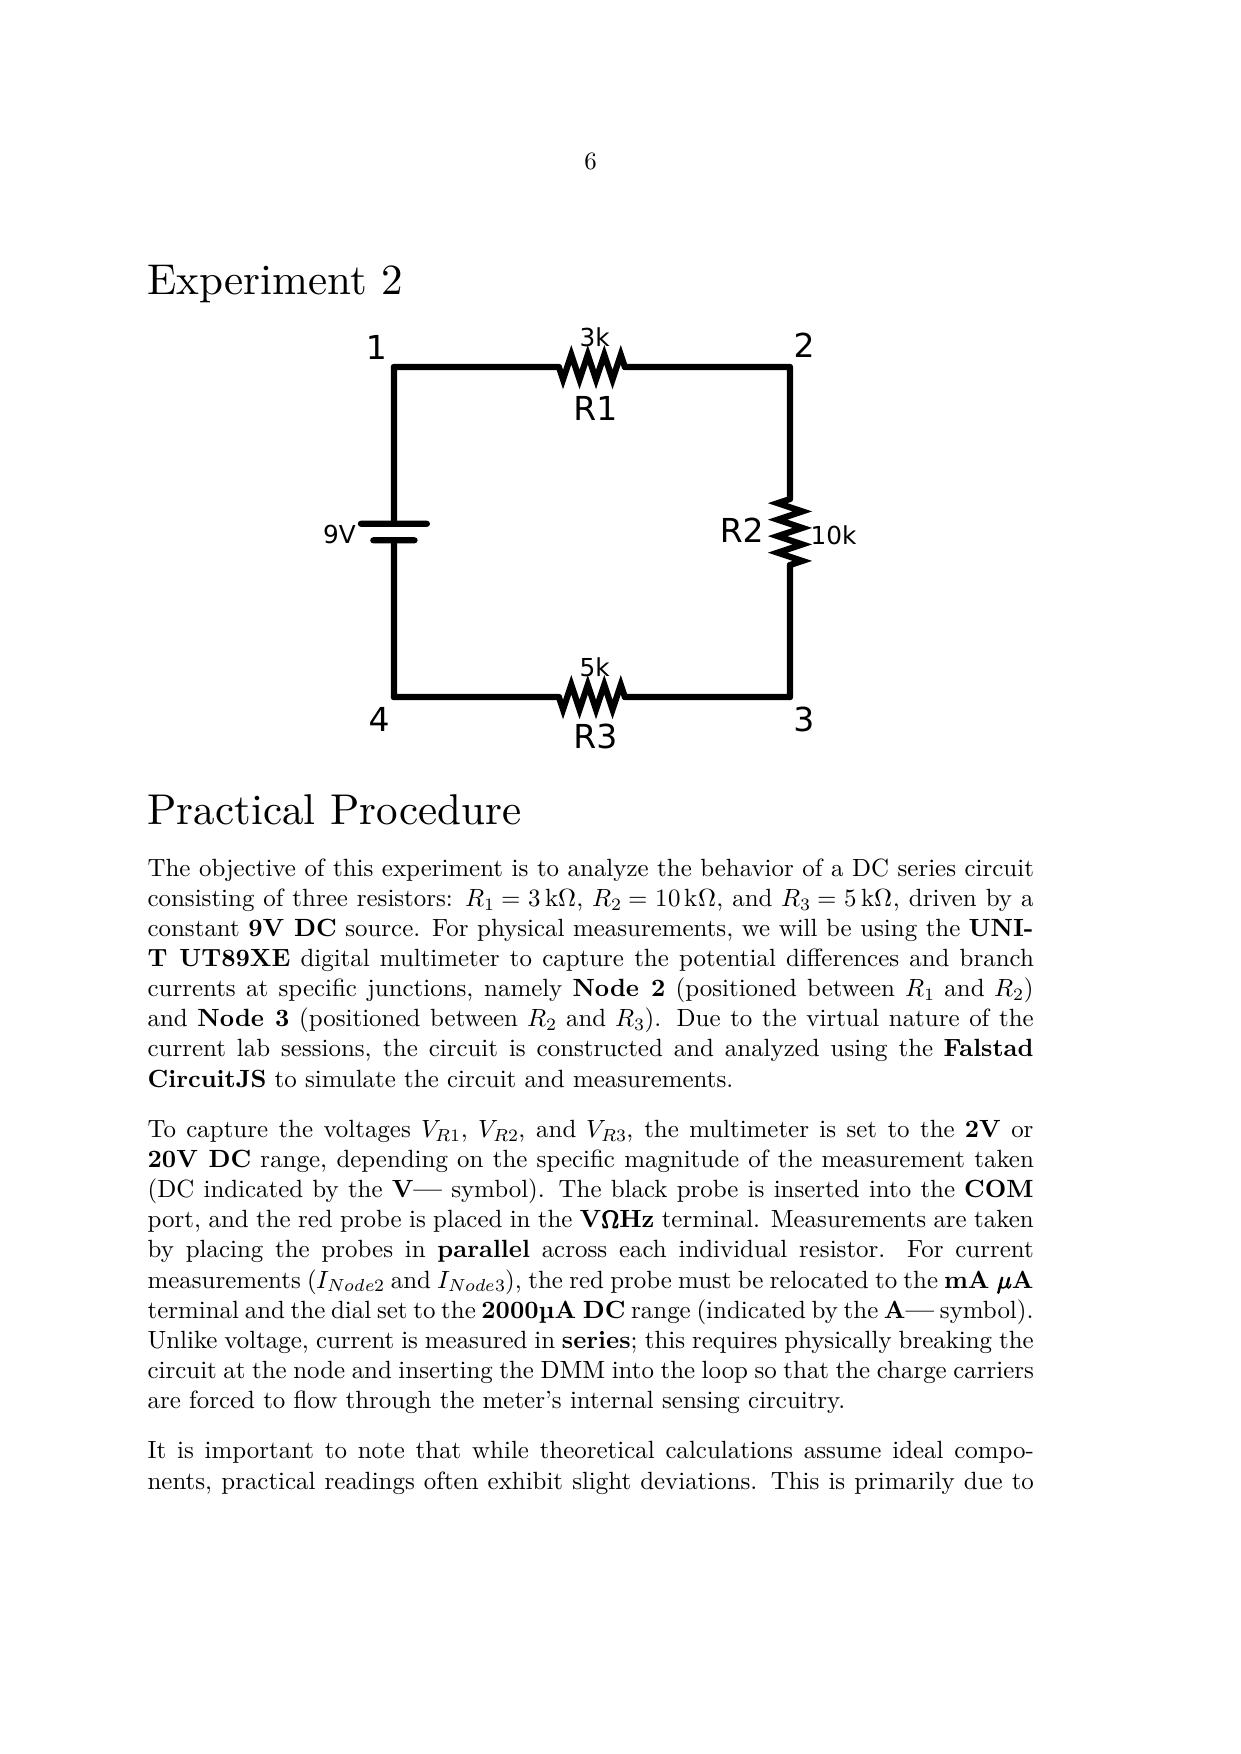 6
Experiment 2
3k
1
2
R1
9V
R2
10k
5k
4
3
R3
Practical Procedure
The objective of this experiment is to analyze the behavior of a DC series circuit
consisting of three resistors: R1 = 3 kΩ, R2 = 10 kΩ, and R3 = 5 kΩ, driven by a
constant 9V DC source. For physical measurements, we will be using the UNI-
T UT89XE digital multimeter to capture the potential differences and branch
currents at specific junctions, namely Node 2 (positioned between R1 and R2)
and Node 3 (positioned between R2 and R3). Due to the virtual nature of the
current lab sessions, the circuit is constructed and analyzed using the Falstad
CircuitJS to simulate the circuit and measurements.
To capture the voltages VR1, VR2, and VR3, the multimeter is set to the 2V or
20V DC range, depending on the specific magnitude of the measurement taken
(DC indicated by the V— symbol). The black probe is inserted into the COM
port, and the red probe is placed in the VΩHz terminal. Measurements are taken
by placing the probes in parallel across each individual resistor. For current
measurements (INode2 and INode3), the red probe must be relocated to the mA μA
terminal and the dial set to the 2000µA DC range (indicated by the A— symbol).
Unlike voltage, current is measured in series; this requires physically breaking the
circuit at the node and inserting the DMM into the loop so that the charge carriers
are forced to flow through the meter's internal sensing circuitry.
It is important to note that while theoretical calculations assume ideal compo-
nents, practical readings often exhibit slight deviations. This is primarily due to